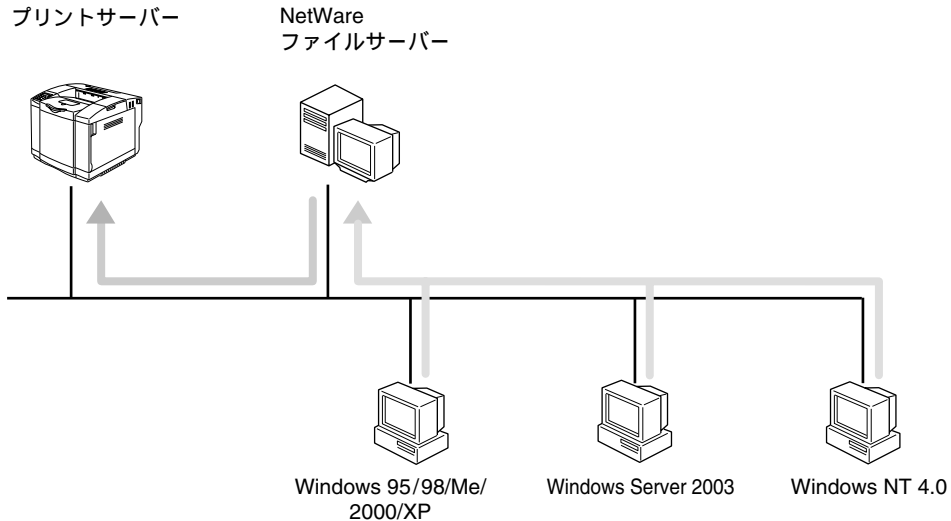 プリントサーバー
NetWare
ファイルサーバー
Windows 95/98/Me/
2000/XP
Windows Server 2003
Windows NT 4.0